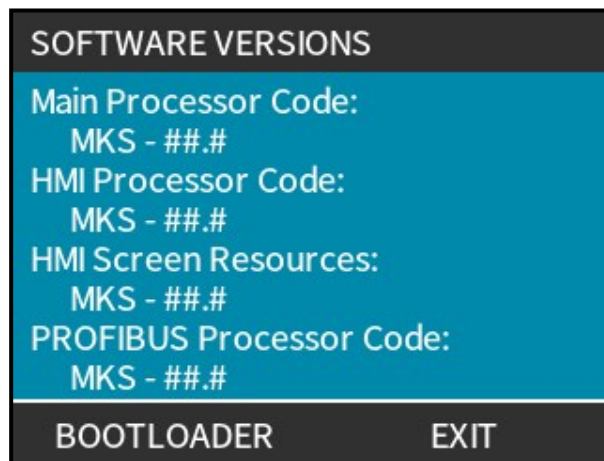 SOFTWARE VERSIONS
Main Processor Code:
MKS - ##.#
HMI Processor Code:
MKS - ##.#
HMI Screen Resources:
MKS - ##.#
PROFIBUS Processor Code:
MKS - ##.#
BOOTLOADER EXIT